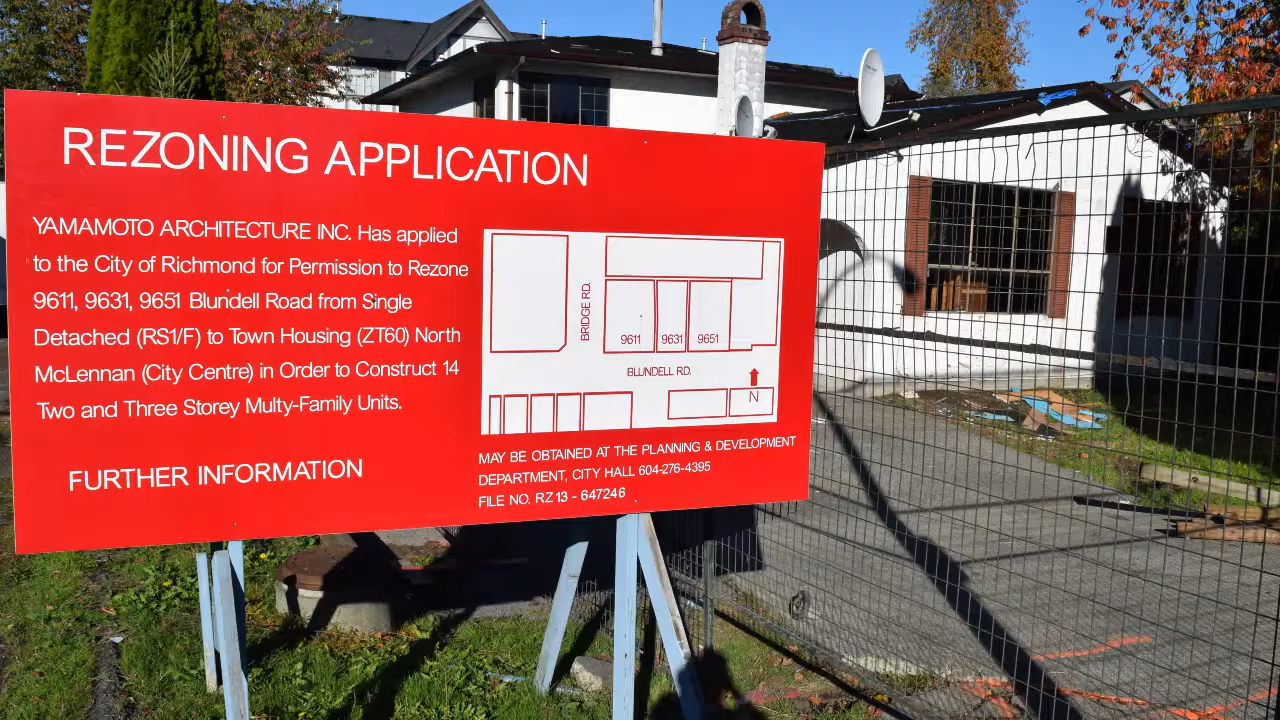 REZONING APPLICATION
YAMAMOTO ARCHITECTURE INC. Has applied
to the City of Richmond for Permission to Rezone
9611, 9631, 9651 Blundell Road from Single
Detached (RS1/F) to Town Housing (ZT60) North
McLennan (City Centre) in Order to Construct 14
Two and Three Storey Multy-Family Units.
BRIDGE RD.
9611 9631 9651
BLUNDELL RD.
N
FURTHER INFORMATION
MAY BE OBTAINED AT THE PLANNING & DEVELOPMENT
DEPARTMENT, CITY HALL 604-276-4395
FILE NO. RZ 13 - 647246